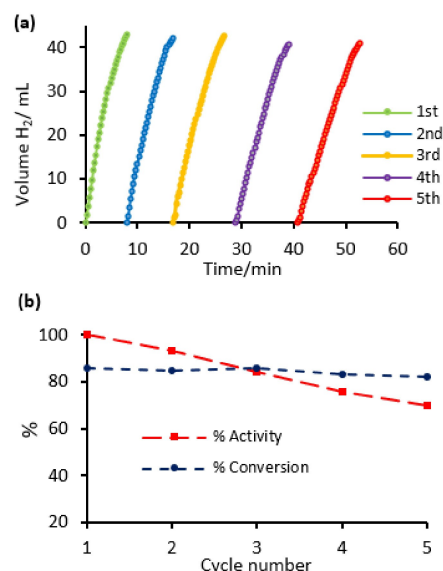 (a)
Volume H2/ mL
40
30
20
10
0
0 10 20 30 40 50 60
Time/min
1st
2nd
3rd
4th
5th
(b)
%
100
80
60
40
20
% Activity
% Conversion
1 2 3 4 5
Cycle number